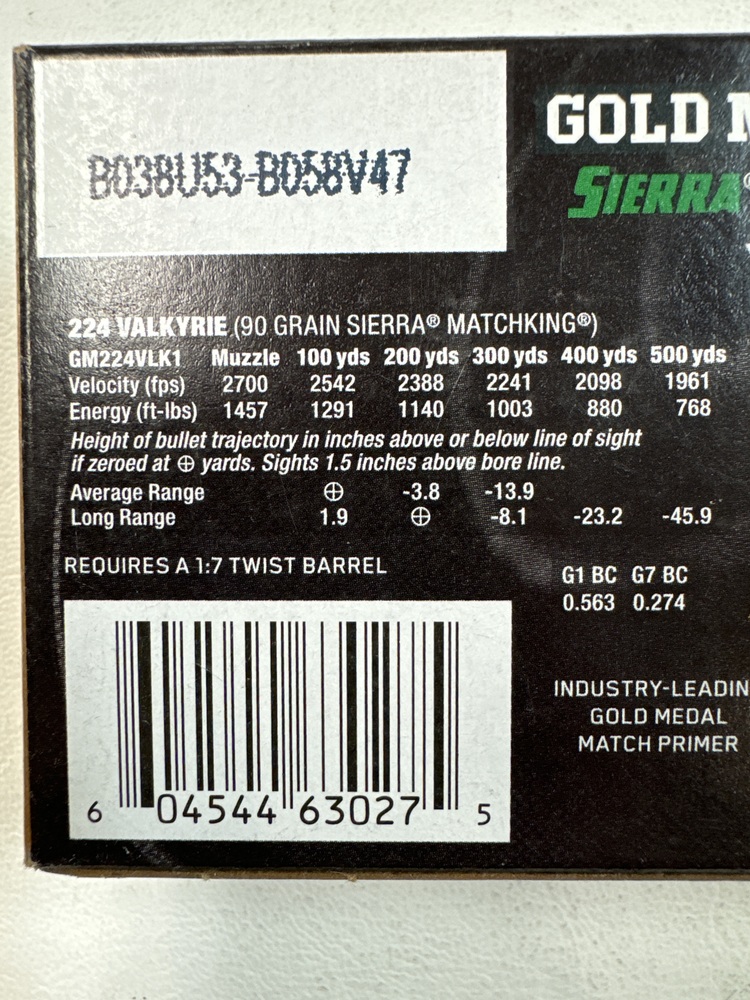 B038U53-B058V47
GOLD
SIERRA
224 VALKYRIE (90 GRAIN SIERRA® MATCHKING®)
GM224VLK1 Muzzle 100 yds 200 yds 300 yds 400 yds 500 yds
Velocity (fps) 2700 2542 2388 2241 2098 1961
Energy (ft-lbs) 1457 1291 1140 1003 880 768
Height of bullet trajectory in inches above or below line of sight
if zeroed at ⊕ yards. Sights 1.5 inches above bore line.
Average Range ⊕ -3.8 -13.9
Long Range 1.9 ⊕ -8.1 -23.2 -45.9
REQUIRES A 1:7 TWIST BARREL
G1 BC G7 BC
0.563 0.274
INDUSTRY-LEADIN
GOLD MEDAL
MATCH PRIMER
6 04544 63027 5